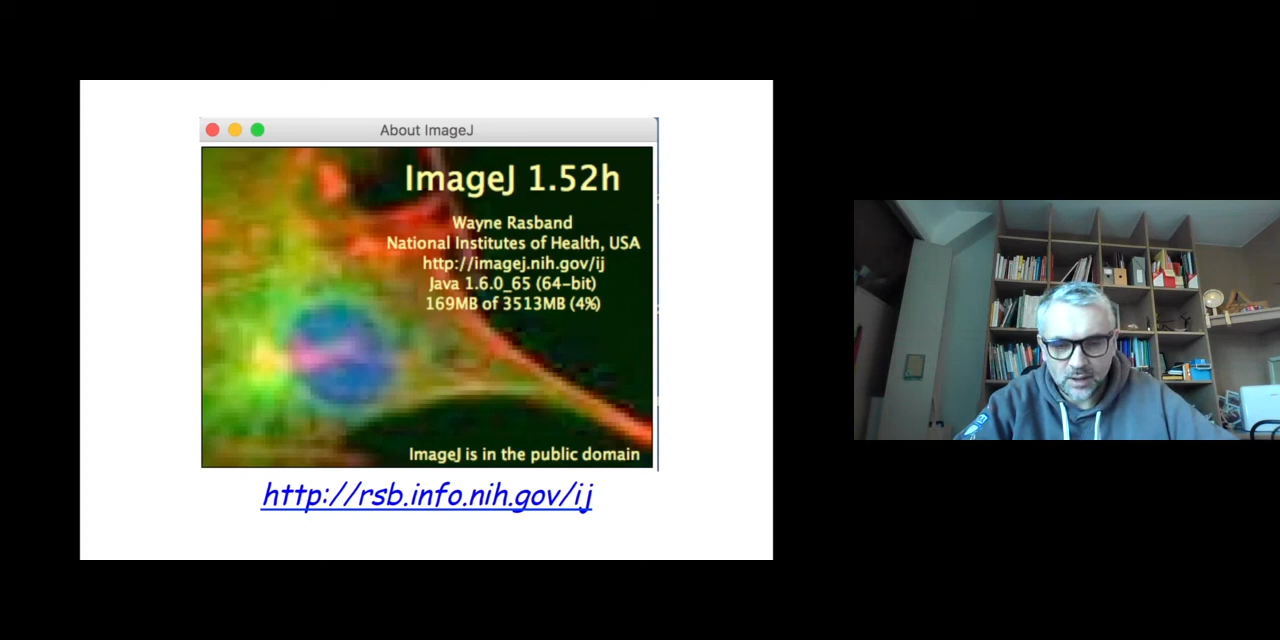 About ImageJ
ImageJ 1.52h
Wayne Rasband
National Institutes of Health, USA
http://imagej.nih.gov/ij
Java 1.6.0_65 (64-bit)
169MB of 3513MB (4%)
ImageJ is in the public domain
http://rsb.info.nih.gov/ij